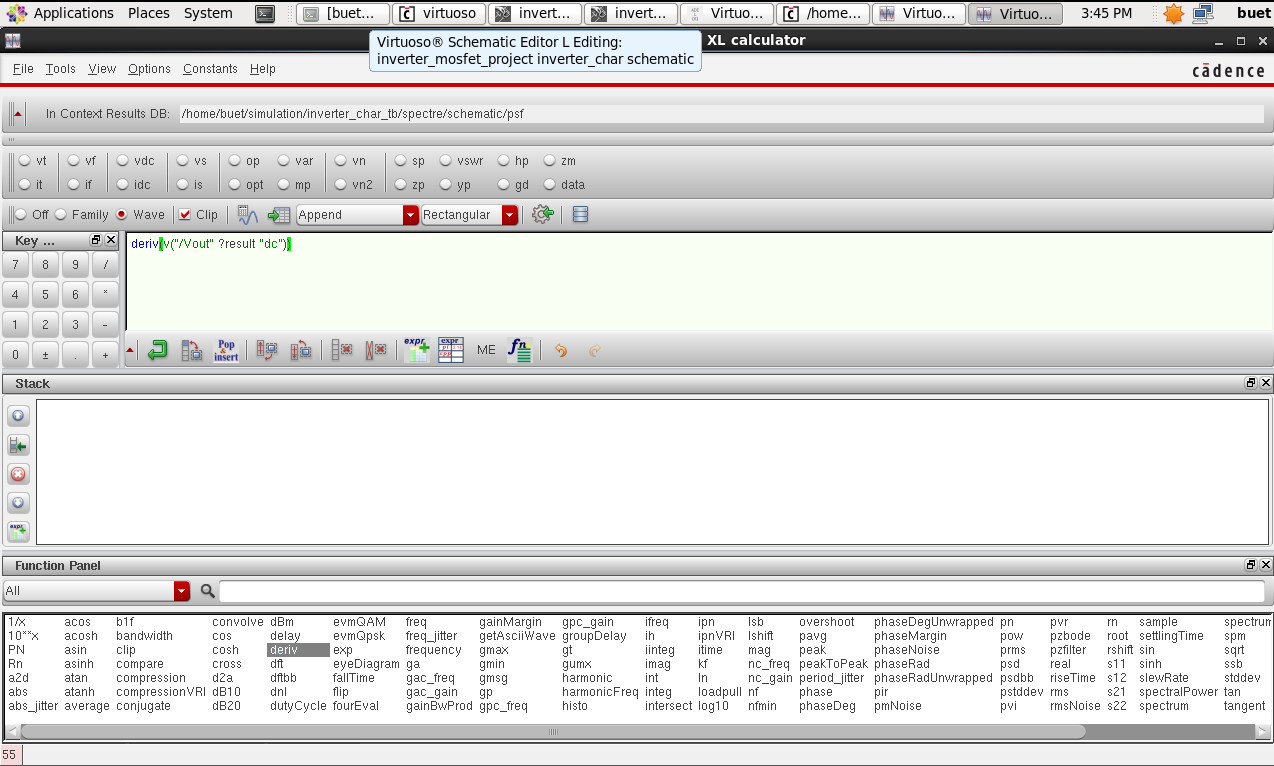 Applications Places System [buet... virtuoso invert... invert... Virtuo... /home... Virtuo... Virtuo... 3:45 PM buet
Virtuoso® Schematic Editor L Editing:
inverter_mosfet_project inverter_char schematic
XL calculator
File Tools View Options Constants Help
cādence
In Context Results DB: /home/buet/simulation/inverter_char_tb/spectre/schematic/psf
vt vf vdc vs op var vn sp vswr hp zm
it if idc is opt mp vn2 zp yp gd data
Off Family Wave Clip Append Rectangular
Key ...
deriv(v("/Vout" ?result "dc"))
7 8 9 /
4 5 6 *
1 2 3 -
0 ± . +
Pop & insert expr expr ME fn
Stack
expr
Function Panel
All
1/x acos b1f convolve dBm evmQAM freq gainMargin gpc_gain ifreq ipn lsb overshoot phaseDegUnwrapped pn pvr rn sample spectrum
10**x acosh bandwidth cos delay evmQpsk freq_jitter getAsciiWave groupDelay ih ipnVRI lshift pavg phaseMargin pow pzbode root settlingTime spm
PN asin clip cosh deriv exp frequency gmax gt iinteg itime mag peak phaseNoise prms pzfilter rshift sin sqrt
Rn asinh compare cross dft eyeDiagram ga gmin gumx imag kf nc_freq peakToPeak phaseRad psd real s11 sinh ssb
a2d atan compression d2a dftbb fallTime gac_freq gmsg harmonic int ln nc_gain period_jitter phaseRadUnwrapped psdbb riseTime s12 slewRate stddev
abs atanh compressionVRI dB10 dnl flip gac_gain gp harmonicFreq integ loadpull nf phase pir pstddev rms s21 spectralPower tan
abs_jitter average conjugate dB20 dutyCycle fourEval gainBwProd gpc_freq histo intersect log10 nfmin phaseDeg pmNoise pvi rmsNoise s22 spectrum tangent
55